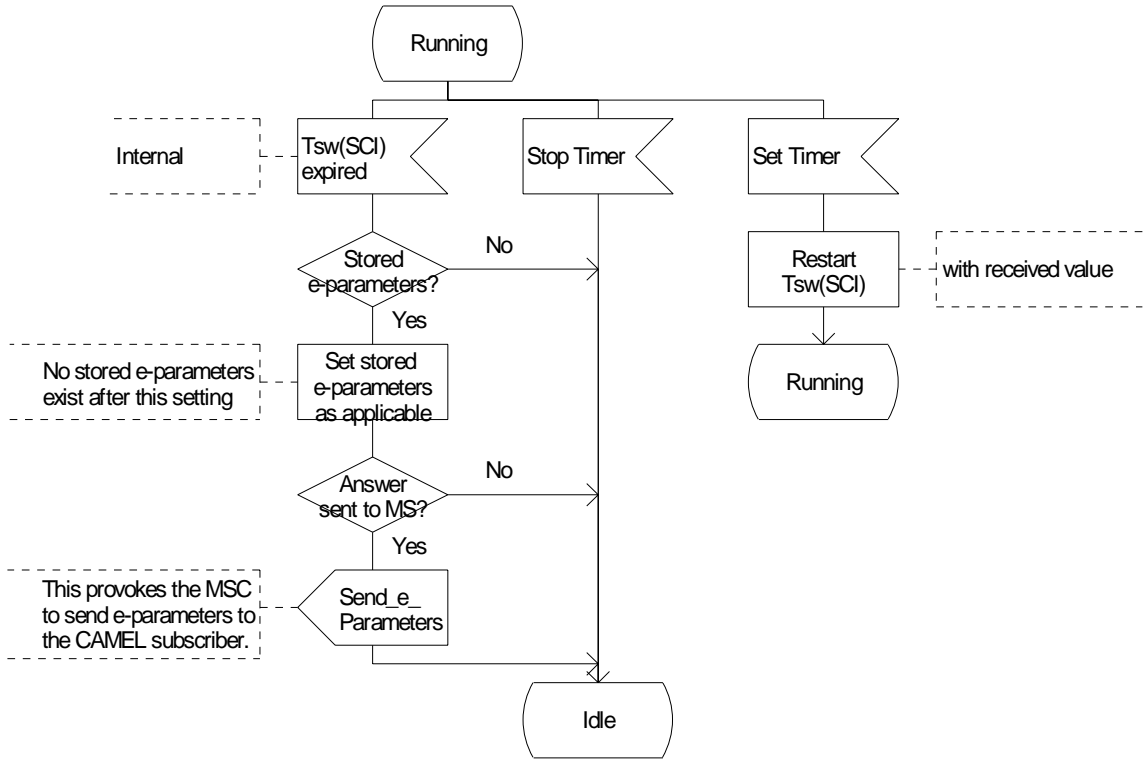 Running
Internal
Tsw(SCI)
expired
Stop Timer
Set Timer
Stored
e-parameters?
No
Yes
Restart
Tsw(SCI)
with received value
No stored e-parameters
exist after this setting
Set stored
e-parameters
as applicable
Running
Answer
sent to MS?
No
Yes
This provokes the MSC
to send e-parameters to
the CAMEL subscriber.
Send_e_
Parameters
Idle